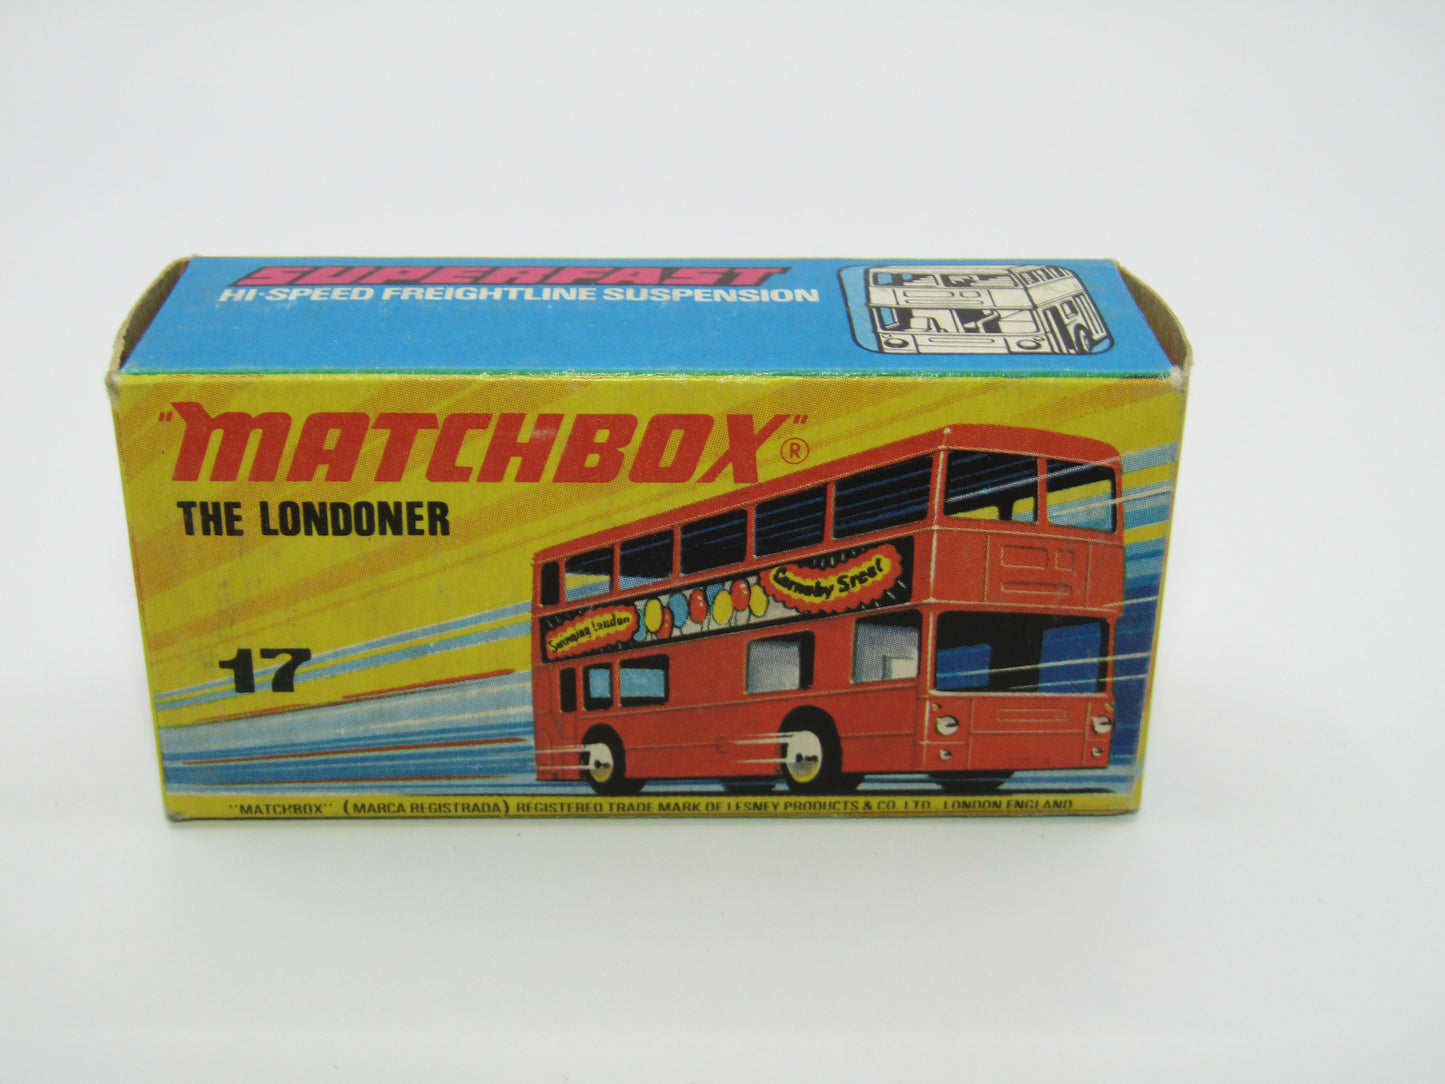 SUPERFAST
HI-SPEED FREIGHTLINE SUSPENSION
"MATCHBOX"®
THE LONDONER
Carnaby Street
Swinging London
17
"MATCHBOX". (MARCA REGISTRADA) REGISTERED TRADE MARK OF LESNEY PRODUCTS & CO. LTD. LONDON ENGLAND